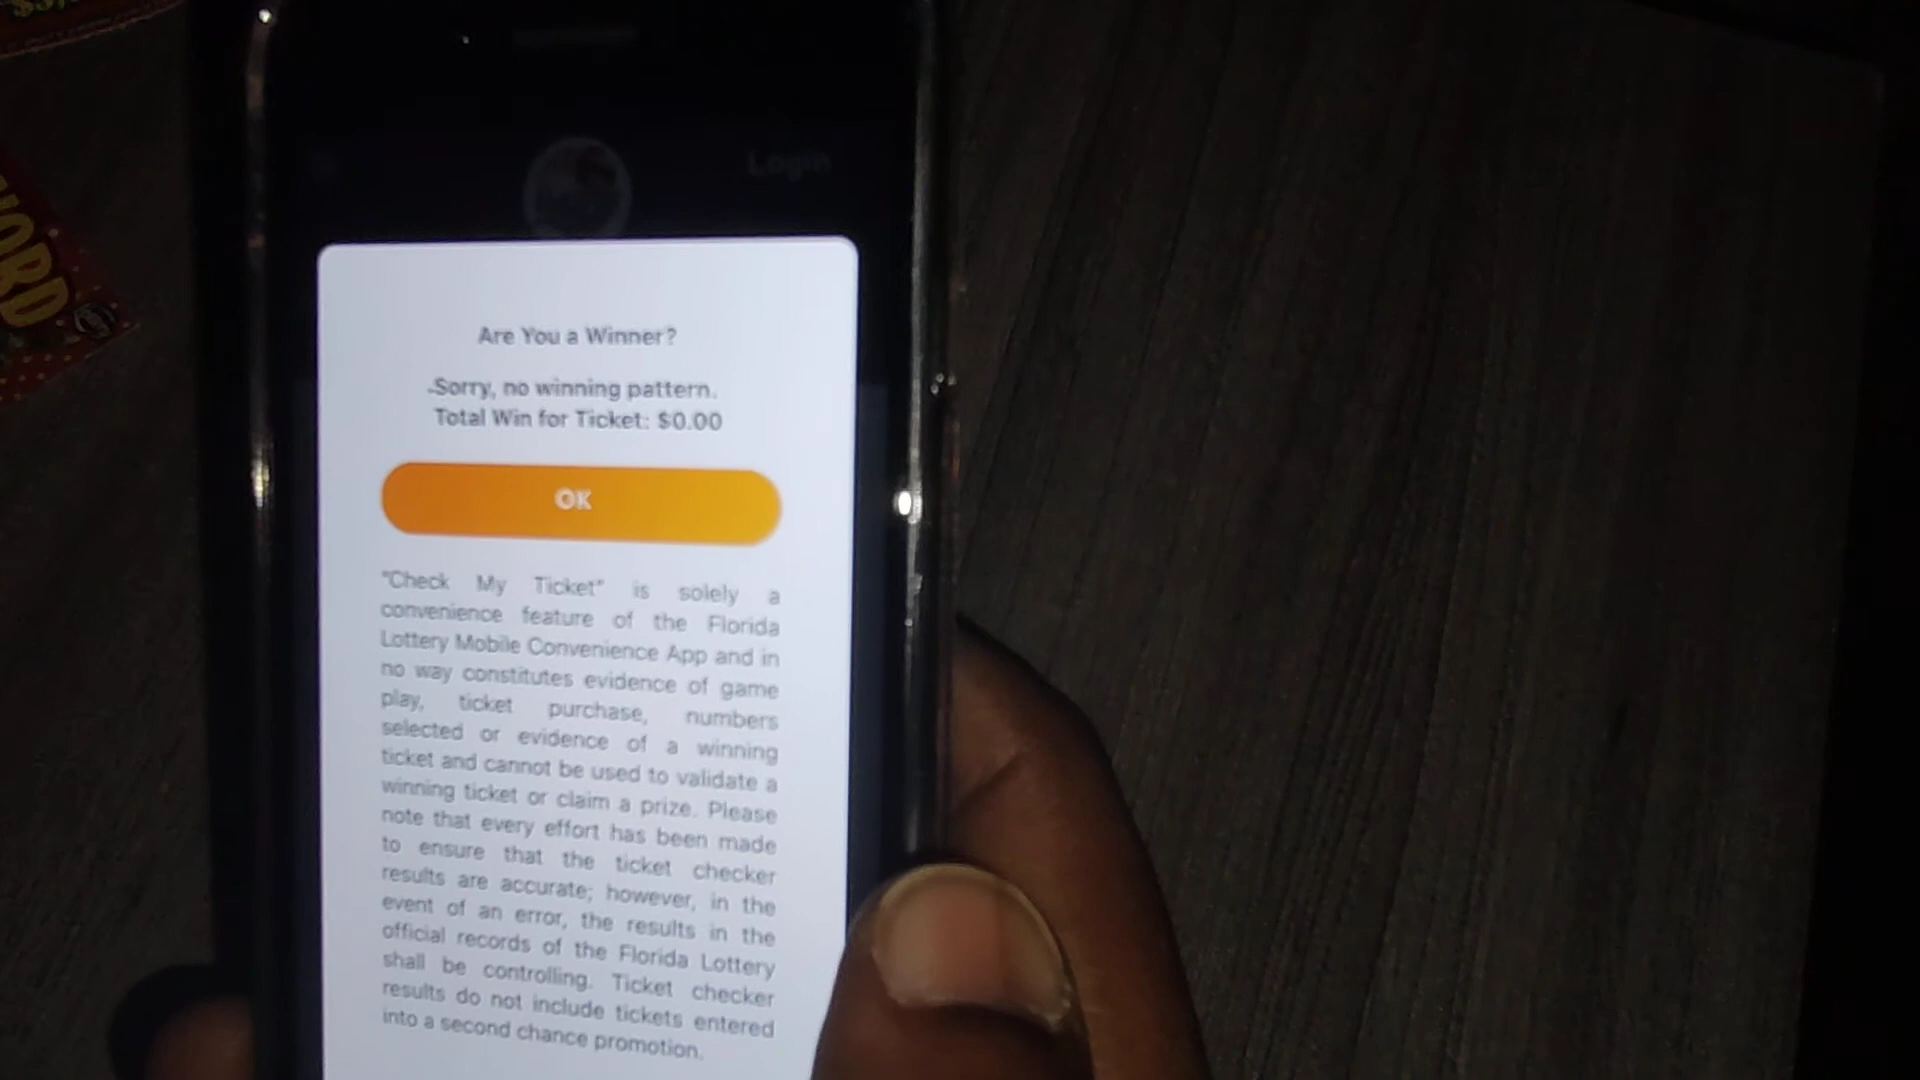 $5,
WORD
Login
Are You a Winner?
Sorry, no winning pattern.
Total Win for Ticket: $0.00
OK
"Check My Ticket" is solely a
convenience feature of the Florida
Lottery Mobile Convenience App and in
no way constitutes evidence of game
play, ticket purchase, numbers
selected or evidence of a winning
ticket and cannot be used to validate a
winning ticket or claim a prize. Please
note that every effort has been made
to ensure that the ticket checker
results are accurate; however, in the
event of an error, the results in the
official records of the Florida Lottery
shall be controlling. Ticket checker
results do not include tickets entered
into a second chance promotion.